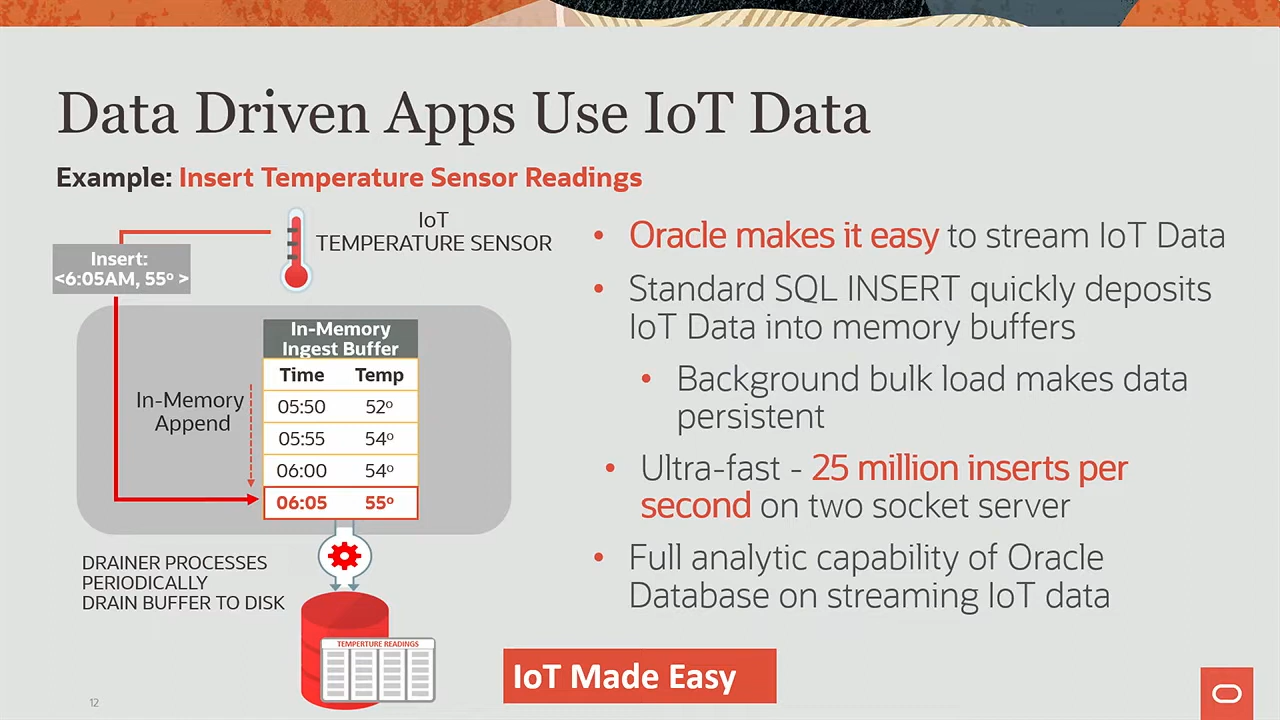 Data Driven Apps Use IoT Data
Example: Insert Temperature Sensor Readings
IoT
TEMPERATURE SENSOR
Insert:
<6:05AM, 55º >
In-Memory
Ingest Buffer
Time Temp
05:50 52º
05:55 54º
06:00 54º
06:05 55º
In-Memory
Append
DRAINER PROCESSES
PERIODICALLY
DRAIN BUFFER TO DISK
TEMPERTURE READINGS
• Oracle makes it easy to stream IoT Data
• Standard SQL INSERT quickly deposits
IoT Data into memory buffers
• Background bulk load makes data
persistent
• Ultra-fast - 25 million inserts per
second on two socket server
• Full analytic capability of Oracle
Database on streaming IoT data
IoT Made Easy
12